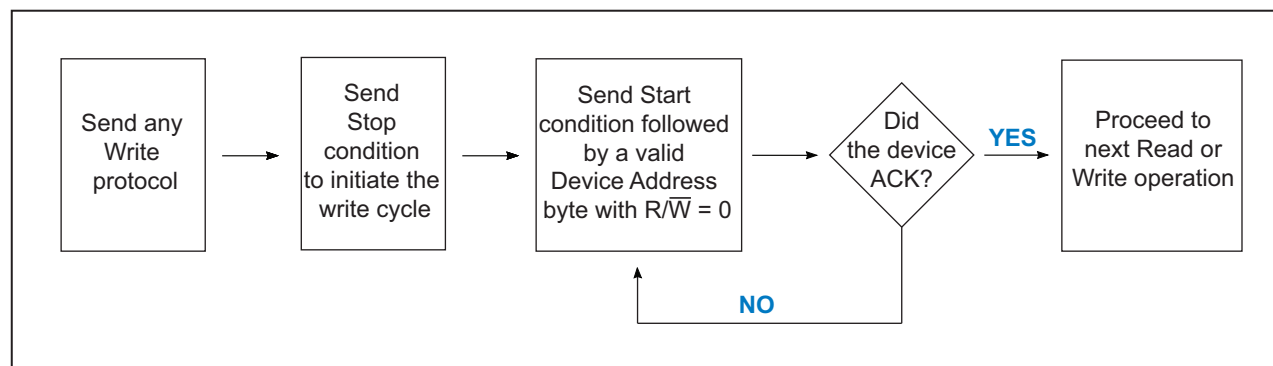 Send any
Write
protocol
Send
Stop
condition
to initiate the
write cycle
Send Start
condition followed
by a valid
Device Address
byte with R/W̅ = 0
Did
the device
ACK?
YES
Proceed to
next Read or
Write operation
NO